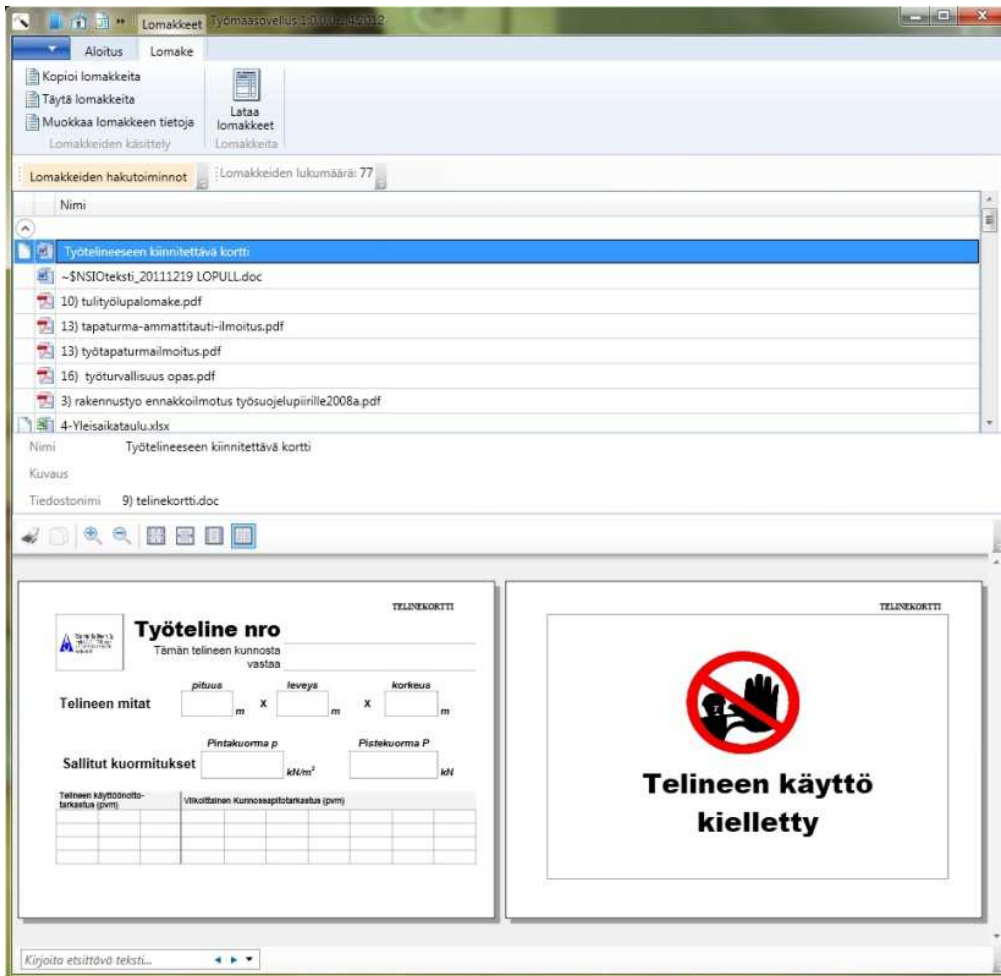 Lomakkeet Työmaasovellus
Aloitus Lomake
Kopioi lomakkeita
Täytä lomakkeita
Muokkaa lomakkeen tietoja
Lataa
lomakkeet
Lomakkeiden käsittely Lomakkeita
Lomakkeiden hakutoiminnot Lomakkeiden lukumäärä: 77
Nimi
Työtelineeseen kiinnitettävä kortti
~$NSIOteksti_20111219 LOPULL.doc
10) tulityölupalomake.pdf
13) tapaturma-ammattitauti-ilmoitus.pdf
13) työtapaturmailmoitus.pdf
16) työturvallisuus opas.pdf
3) rakennustyo ennakkoilmotus työsuojelupiirille2008a.pdf
4-Yleisaikataulu.xlsx
Nimi Työtelineeseen kiinnitettävä kortti
Kuvaus
Tiedostonimi 9) telinekortti.doc
TELINEKORTTI
Työteline nro
Tämän telineen kunnosta
vastaa
pituus leveys korkeus
Telineen mitat m x m x m
Pintakuorma p Pistekuorma P
Sallitut kuormitukset kN/m² kN
Telineen käyttöönotto-
tarkastus (pvm) Viikoittainen Kunnossapitotarkastus (pvm)
TELINEKORTTI
Telineen käyttö
kielletty
Kirjoita etsittävä teksti...